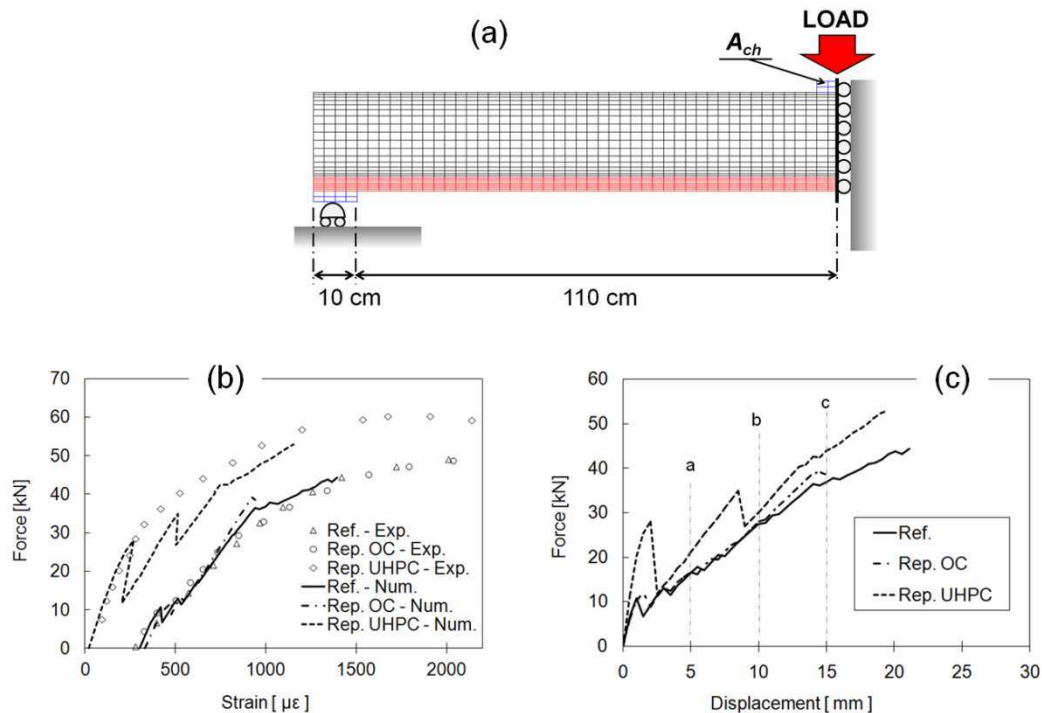 (a)
LOAD
Ach
10 cm
110 cm
(b)
Force [kN]
70
60
50
40
30
20
10
0
0
500
1000
1500
2000
Strain [ με ]
Ref. - Exp.
Rep. OC - Exp.
Rep. UHPC - Exp.
Ref. - Num.
Rep. OC - Num.
Rep. UHPC - Num.
(c)
Force [kN]
60
50
40
30
20
10
0
0
5
10
15
20
25
30
Displacement [ mm ]
a
b
c
Ref.
Rep. OC
Rep. UHPC